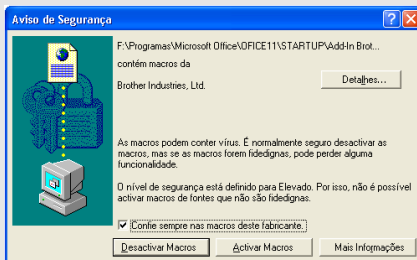 Aviso de Segurança
F:\Programas\Microsoft Office\OFICE11\STARTUP\Add-In Brot...
contém macros da
Brother Industries, Ltd.
Detalhes...
As macros podem conter vírus. É normalmente seguro desactivar as
macros, mas se as macros forem fidedignas, pode perder alguma
funcionalidade.
O nível de segurança está definido para Elevado. Por isso, não é possível
activar macros de fontes que não são fidedignas.
Confie sempre nas macros deste fabricante.
Desactivar Macros
Activar Macros
Mais Informações